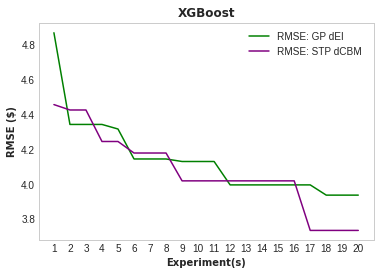 XGBoost
RMSE: GP dEI
RMSE: STP dCBM
RMSE ($)
4.8
4.6
4.4
4.2
4.0
3.8
1 2 3 4 5 6 7 8 9 10 11 12 13 14 15 16 17 18 19 20
Experiment(s)